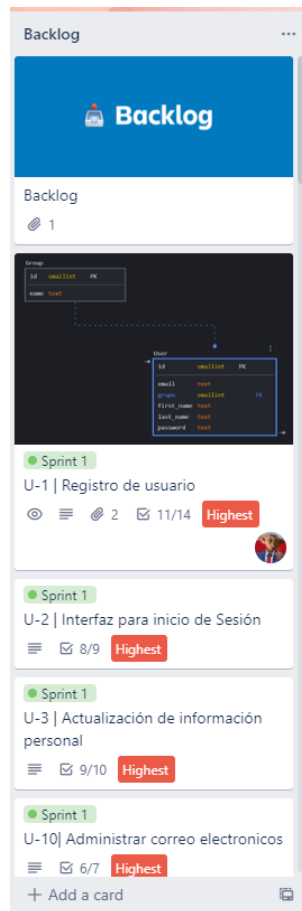 Backlog
Backlog
Backlog
1
Group
id smallint PK
name text
User
id smallint PK
email text
grupo smallint FK
first_name text
last_name text
password text
Sprint 1
U-1 | Registro de usuario
2 11/14 Highest
Sprint 1
U-2 | Interfaz para inicio de Sesión
8/9 Highest
Sprint 1
U-3 | Actualización de información
personal
9/10 Highest
Sprint 1
U-10| Administrar correo electronicos
6/7 Highest
+ Add a card